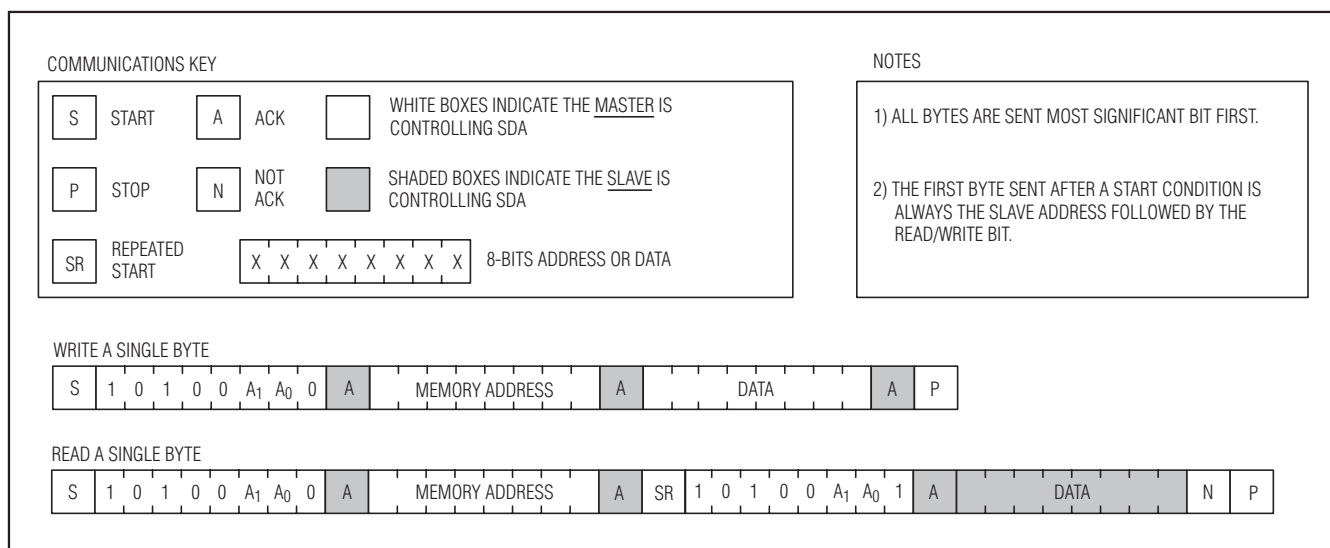 COMMUNICATIONS KEY
S START A ACK WHITE BOXES INDICATE THE MASTER IS
CONTROLLING SDA
P STOP N NOT
ACK SHADED BOXES INDICATE THE SLAVE IS
CONTROLLING SDA
SR REPEATED
START X X X X X X X X 8-BITS ADDRESS OR DATA
NOTES
1) ALL BYTES ARE SENT MOST SIGNIFICANT BIT FIRST.
2) THE FIRST BYTE SENT AFTER A START CONDITION IS
ALWAYS THE SLAVE ADDRESS FOLLOWED BY THE
READ/WRITE BIT.
WRITE A SINGLE BYTE
S 1 0 1 0 0 A1 A0 0 A MEMORY ADDRESS A DATA A P
READ A SINGLE BYTE
S 1 0 1 0 0 A1 A0 0 A MEMORY ADDRESS A SR 1 0 1 0 0 A1 A0 1 A DATA N P